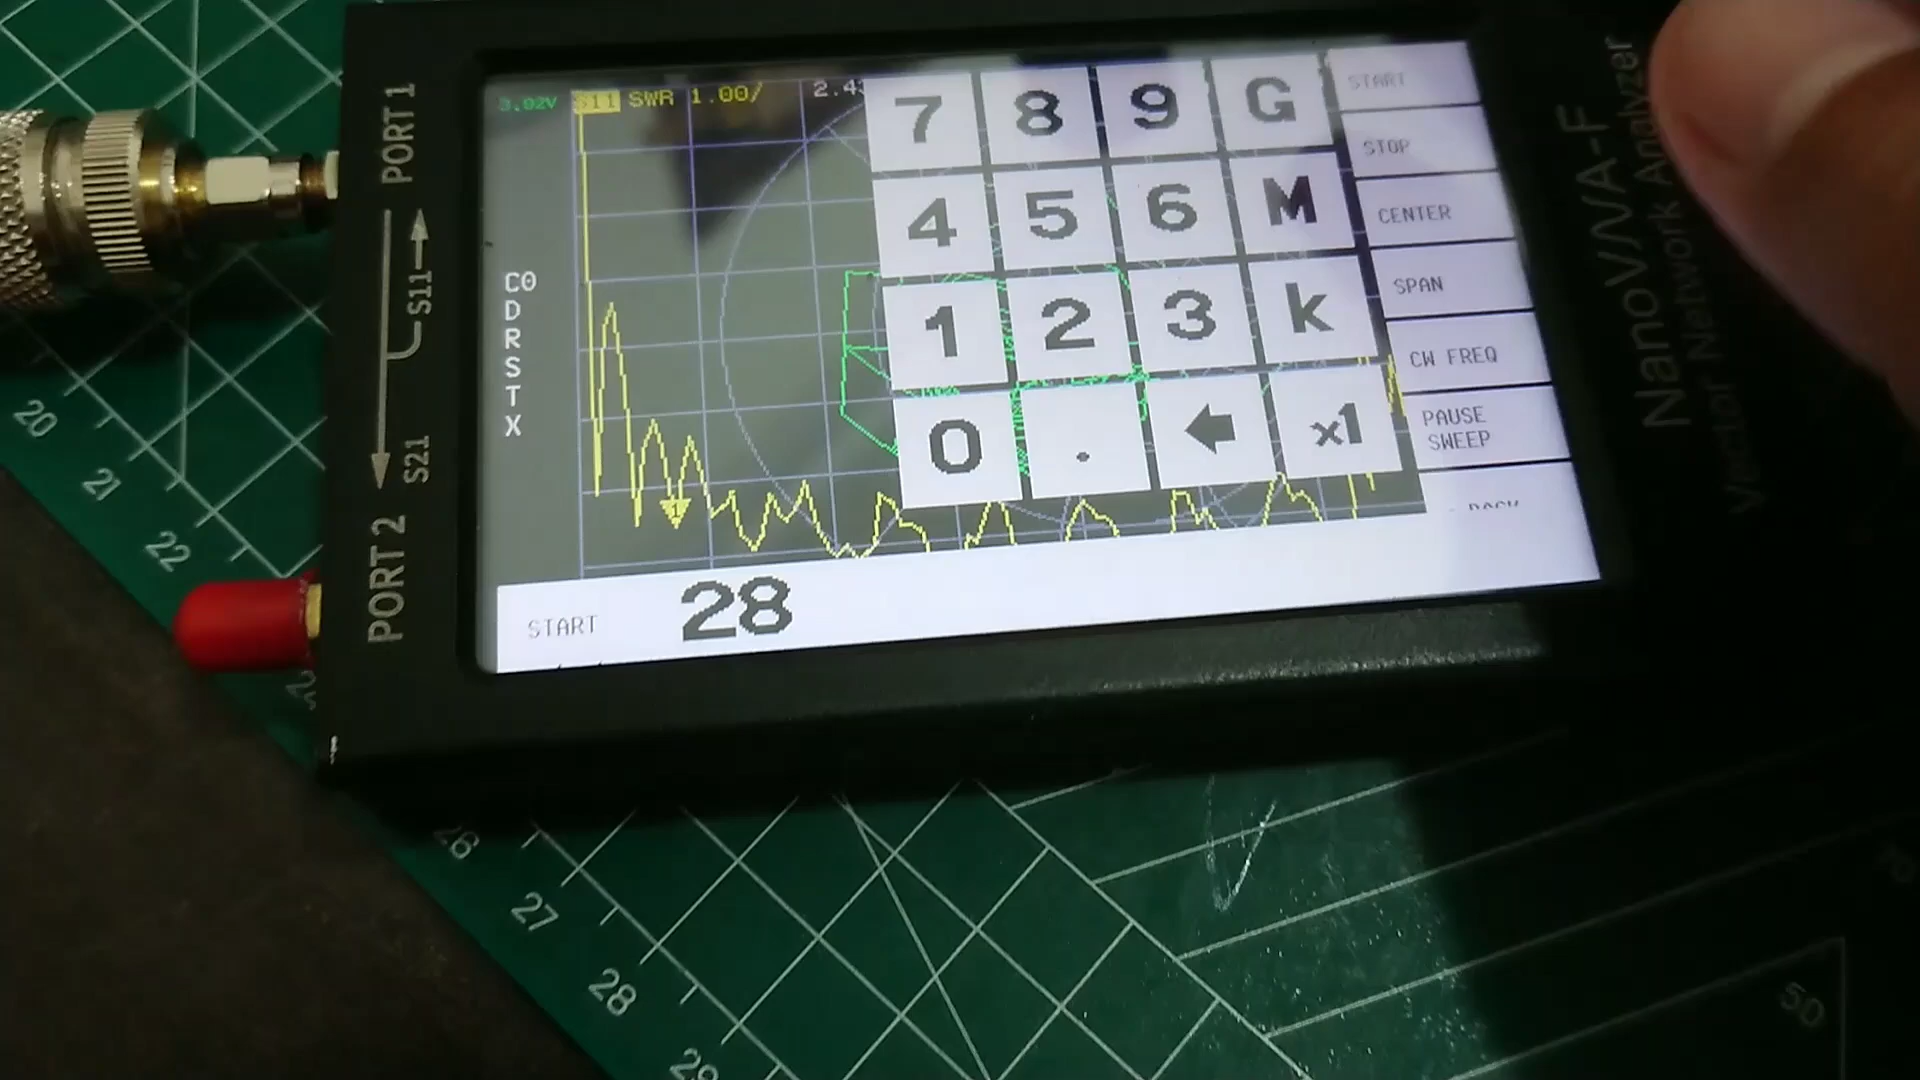 3.02V S11 SWR 1.00/ 2.4
7 8 9 G
4 5 6 M
1 2 3 k
0 . x1
START
STOP
CENTER
SPAN
CW FREQ
PAUSE
SWEEP
BACK
C0
D
R
S
T
X
1
START 28
PORT 1
S11
S21
PORT 2
NanoVNA-F
Vector Network Analyzer
20
21
22
26
27
28
29
50